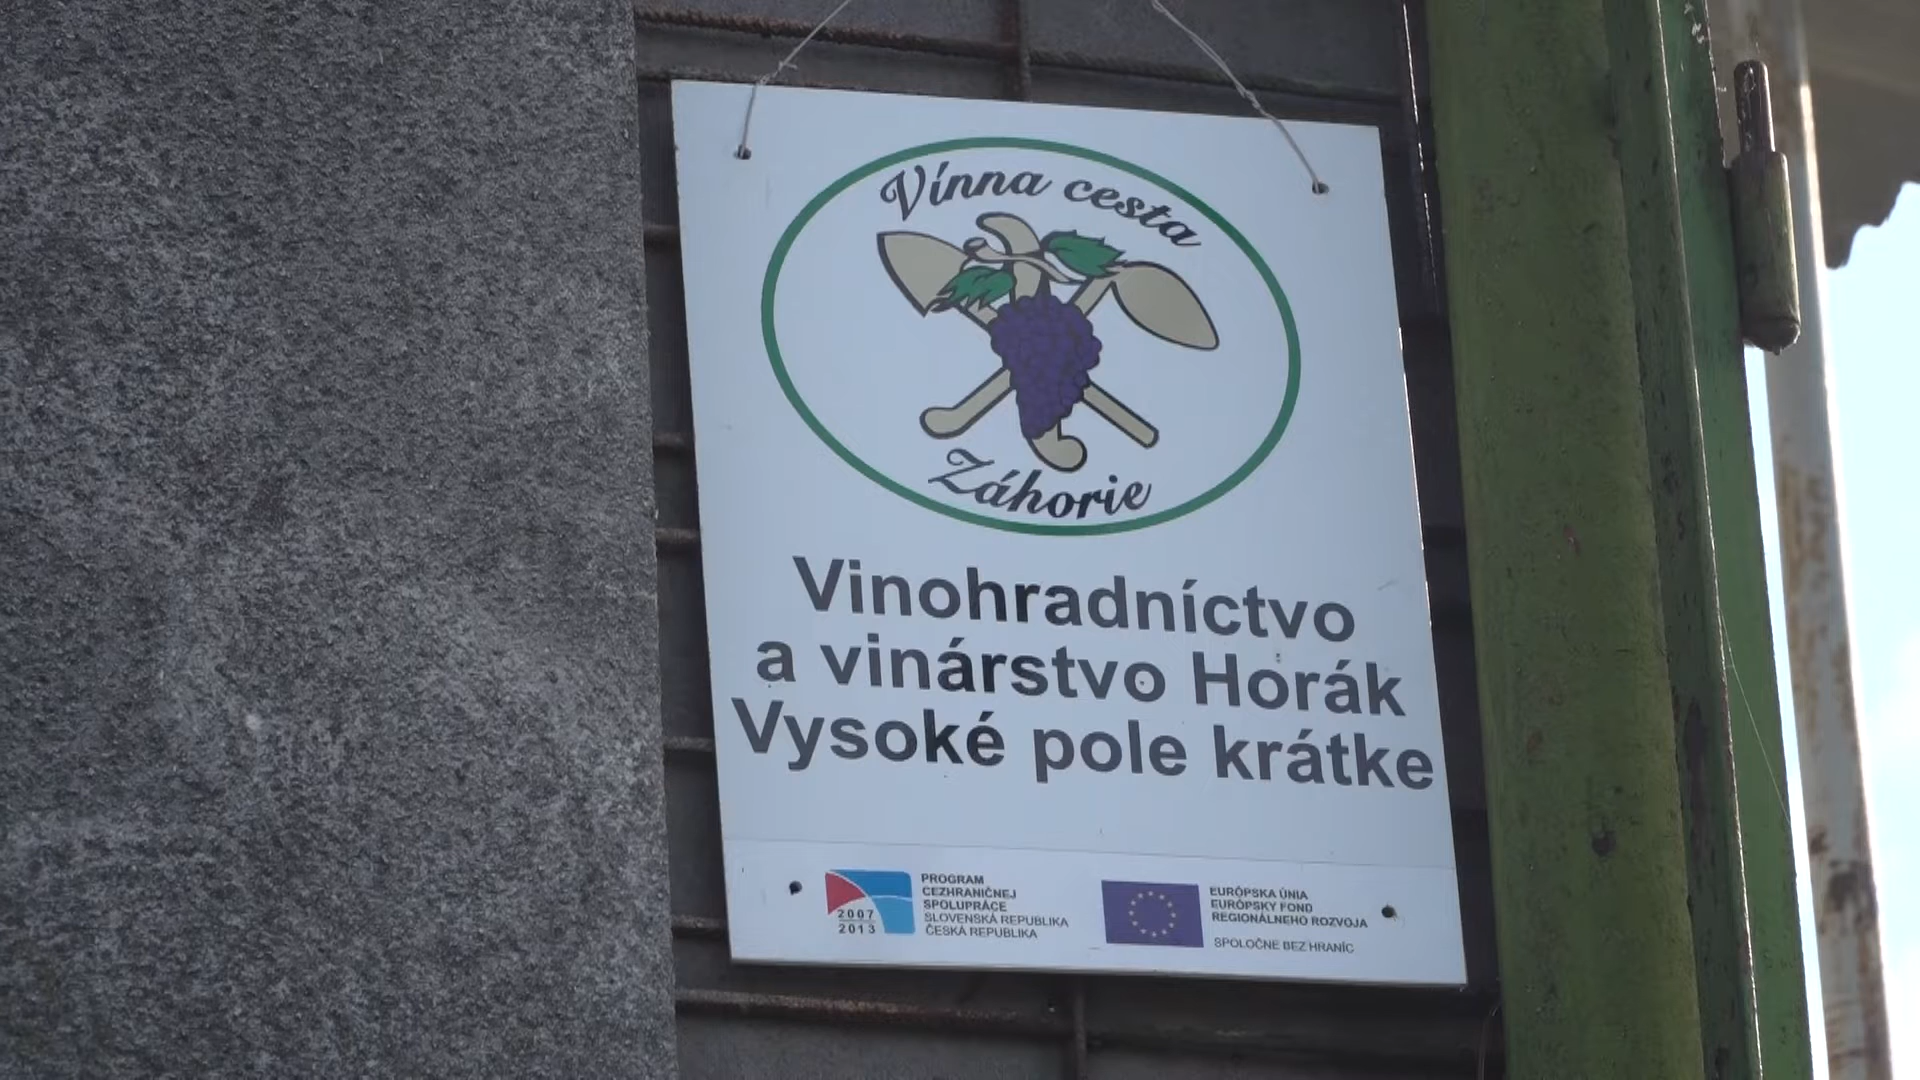 Vínna cesta
Záhorie
Vinohradníctvo
a vinárstvo Horák
Vysoké pole krátke
2007
2013
PROGRAM
CEZHRANIČNEJ
SPOLUPRÁCE
SLOVENSKÁ REPUBLIKA
ČESKÁ REPUBLIKA
EURÓPSKA ÚNIA
EURÓPSKY FOND
REGIONÁLNEHO ROZVOJA
SPOLOČNE BEZ HRANÍC